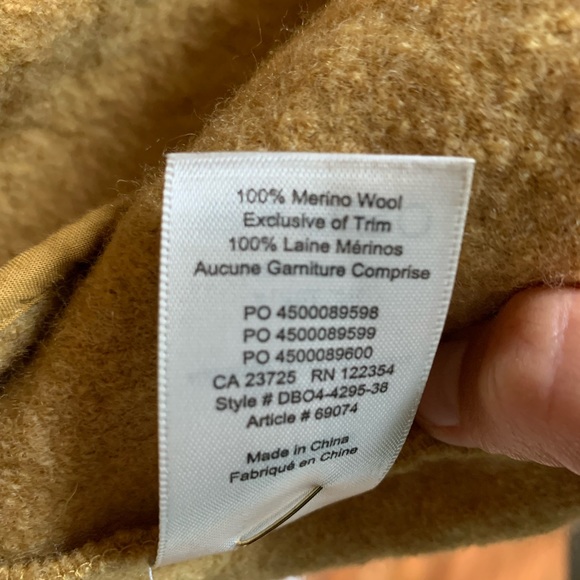 100% Merino Wool
Exclusive of Trim
100% Laine Mérinos
Aucune Garniture Comprise
PO 4500089598
PO 4500089599
PO 4500089600
CA 23725 RN 122354
Style # DBO4-4295-38
Article # 69074
Made in China
Fabriqué en Chine